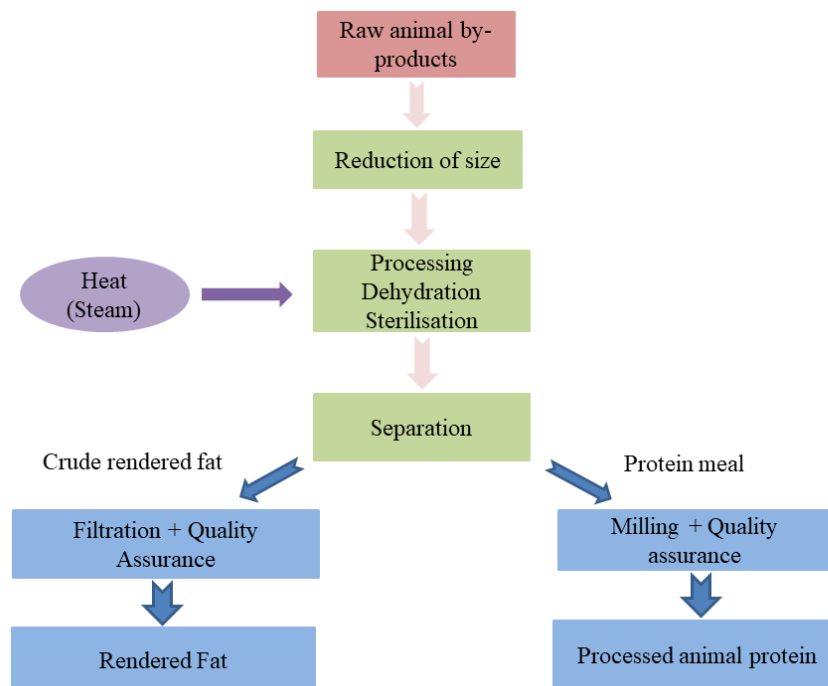 Raw animal by-
products
Reduction of size
Heat
(Steam)
Processing
Dehydration
Sterilisation
Separation
Crude rendered fat
Protein meal
Filtration + Quality
Assurance
Milling + Quality
assurance
Rendered Fat
Processed animal protein